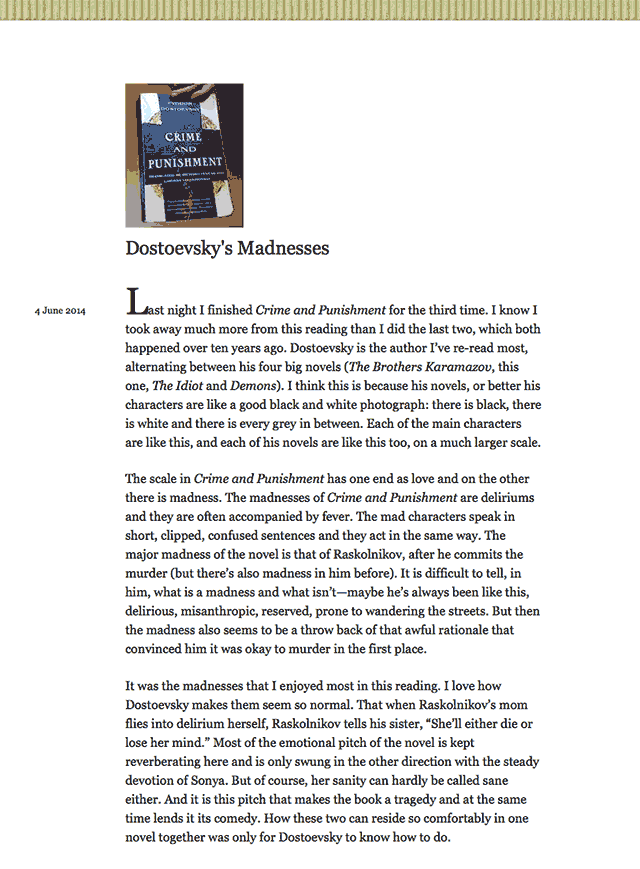 FYODOR
DOSTOEVSKY
CRIME
AND
PUNISHMENT
Dostoevsky's Madnesses
4 June 2014
Last night I finished Crime and Punishment for the third time. I know I
took away much more from this reading than I did the last two, which both
happened over ten years ago. Dostoevsky is the author I've re-read most,
alternating between his four big novels (The Brothers Karamazov, this
one, The Idiot and Demons). I think this is because his novels, or better his
characters are like a good black and white photograph: there is black, there
is white and there is every grey in between. Each of the main characters
are like this, and each of his novels are like this too, on a much larger scale.
The scale in Crime and Punishment has one end as love and on the other
there is madness. The madnesses of Crime and Punishment are deliriums
and they are often accompanied by fever. The mad characters speak in
short, clipped, confused sentences and they act in the same way. The
major madness of the novel is that of Raskolnikov, after he commits the
murder (but there's also madness in him before). It is difficult to tell, in
him, what is a madness and what isn't—maybe he's always been like this,
delirious, misanthropic, reserved, prone to wandering the streets. But then
the madness also seems to be a throw back of that awful rationale that
convinced him it was okay to murder in the first place.
It was the madnesses that I enjoyed most in this reading. I love how
Dostoevsky makes them seem so normal. That when Raskolnikov's mom
flies into delirium herself, Raskolnikov tells his sister, “She'll either die or
lose her mind.” Most of the emotional pitch of the novel is kept
reverberating here and is only swung in the other direction with the steady
devotion of Sonya. But of course, her sanity can hardly be called sane
either. And it is this pitch that makes the book a tragedy and at the same
time lends it its comedy. How these two can reside so comfortably in one
novel together was only for Dostoevsky to know how to do.